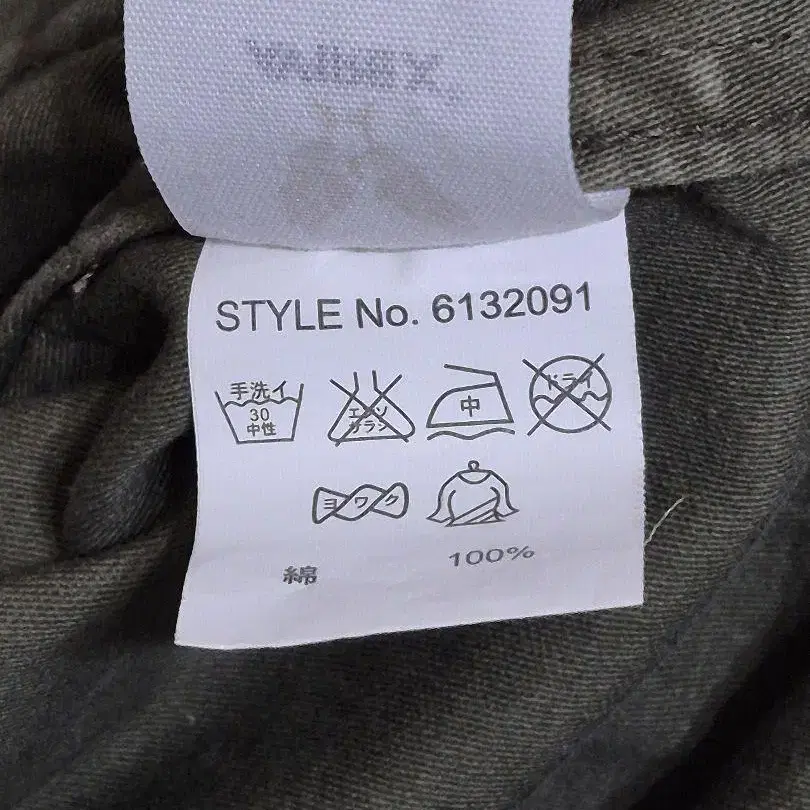 STYLE No. 6132091
手洗イ
30
中性
エンソ
サラシ
中
ドライ
ヨワク
綿 100%